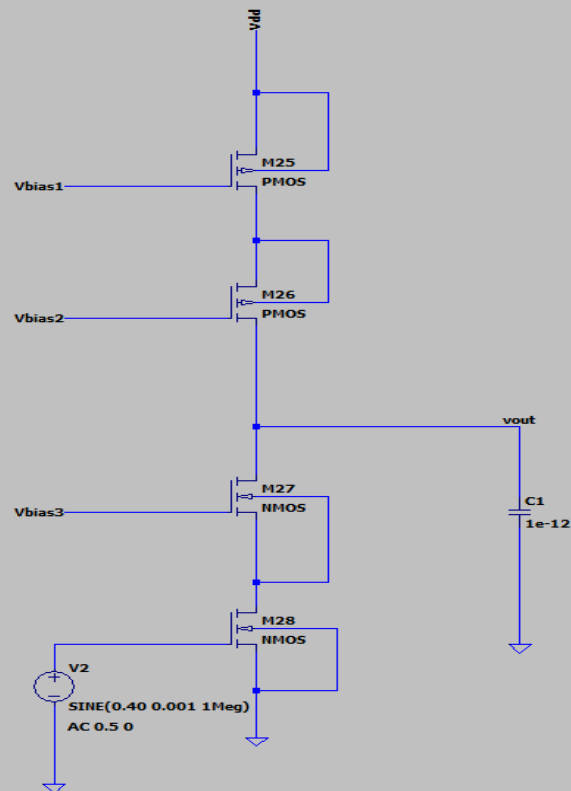 Vdd
M25
PMOS
Vbias1
M26
PMOS
Vbias2
vout
M27
NMOS
Vbias3
C1
1e-12
M28
NMOS
V2
SINE(0.40 0.001 1Meg)
AC 0.5 0